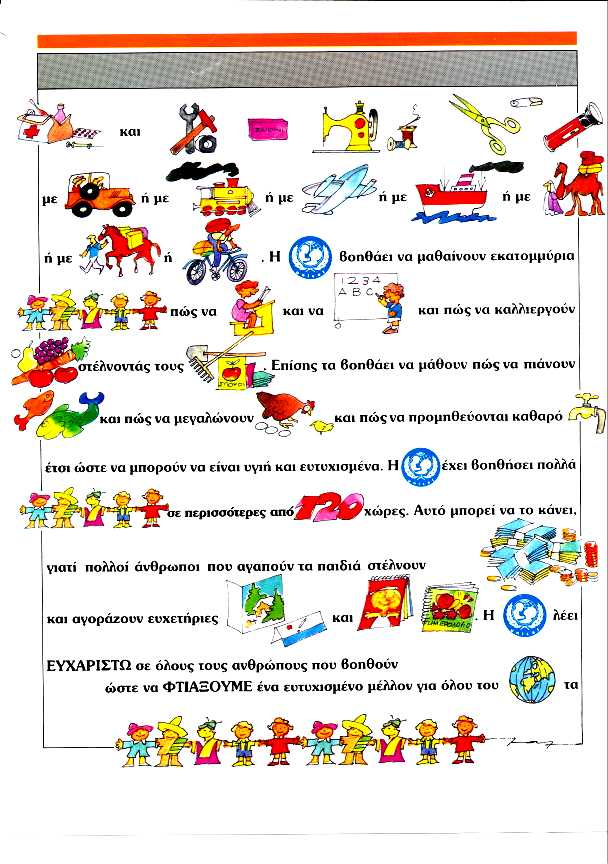 και
με ή με ή με ή με ή με
ή με ή . Η βοηθάει να μαθαίνουν εκατομμύρια
1 2 3 4
A B C
πώς να και να και πώς να καλλιεργούν
στέλνοντάς τους . Επίσης τα βοηθάει να μάθουν πώς να πιάνουν
και πώς να μεγαλώνουν και πώς να προμηθεύονται καθαρό
έτσι ώστε να μπορούν να είναι υγιή και ευτυχισμένα. Η έχει βοηθήσει πολλά
σε περισσότερες από 120 χώρες. Αυτό μπορεί να το κάνει,
γιατί πολλοί άνθρωποι που αγαπούν τα παιδιά στέλνουν
και αγοράζουν ευχετήριες και . Η λέει
ΕΥΧΑΡΙΣΤΩ σε όλους τους ανθρώπους που βοηθούν
ώστε να ΦΤΙΑΞΟΥΜΕ ένα ευτυχισμένο μέλλον για όλου του τα